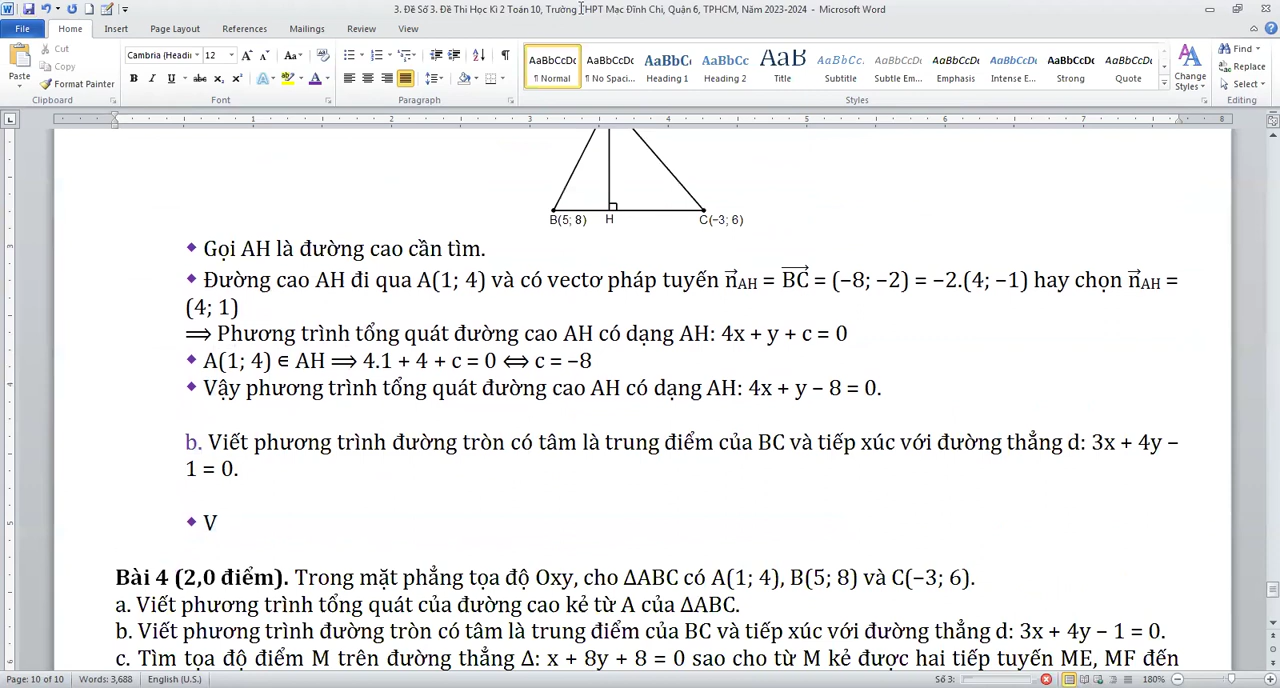 3. Đề Số 3. Đề Thi Học Kì 2 Toán 10, Trường THPT Mạc Đĩnh Chi, Quận 6, TPHCM, Năm 2023-2024 - Microsoft Word
File Home Insert Page Layout References Mailings Review View
Paste
Cut
Copy
Format Painter
Clipboard
Cambria (Headi 12
Font
Paragraph
AaBbCcDc AaBbCcDc AaBbC AaBbCc AaB AaBbCc. AaBbCcDc AaBbCcDc AaBbCcDc AaBbCcDc AaBbCcDc
¶ Normal ¶ No Spaci... Heading 1 Heading 2 Title Subtitle Subtle Em... Emphasis Intense E... Strong Quote
Styles
Change Styles
Find
Replace
Select
Editing
1 2 3 4 5 6 7 8
B(5; 8) H C(−3; 6)
Gọi AH là đường cao cần tìm.
Đường cao AH đi qua A(1; 4) và có vectơ pháp tuyến n⃗AH = BC⃗ = (−8; −2) = −2.(4; −1) hay chọn n⃗AH =
(4; 1)
⟹ Phương trình tổng quát đường cao AH có dạng AH: 4x + y + c = 0
A(1; 4) ∈ AH ⟹ 4.1 + 4 + c = 0 ⟺ c = −8
Vậy phương trình tổng quát đường cao AH có dạng AH: 4x + y − 8 = 0.
b. Viết phương trình đường tròn có tâm là trung điểm của BC và tiếp xúc với đường thẳng d: 3x + 4y −
1 = 0.
V
Bài 4 (2,0 điểm). Trong mặt phẳng tọa độ Oxy, cho ΔABC có A(1; 4), B(5; 8) và C(−3; 6).
a. Viết phương trình tổng quát của đường cao kẻ từ A của ΔABC.
b. Viết phương trình đường tròn có tâm là trung điểm của BC và tiếp xúc với đường thẳng d: 3x + 4y − 1 = 0.
c. Tìm tọa độ điểm M trên đường thẳng Δ: x + 8y + 8 = 0 sao cho từ M kẻ được hai tiếp tuyến ME, MF đến
Page: 10 of 10 Words: 3,688 English (U.S.) Số 3: 180%